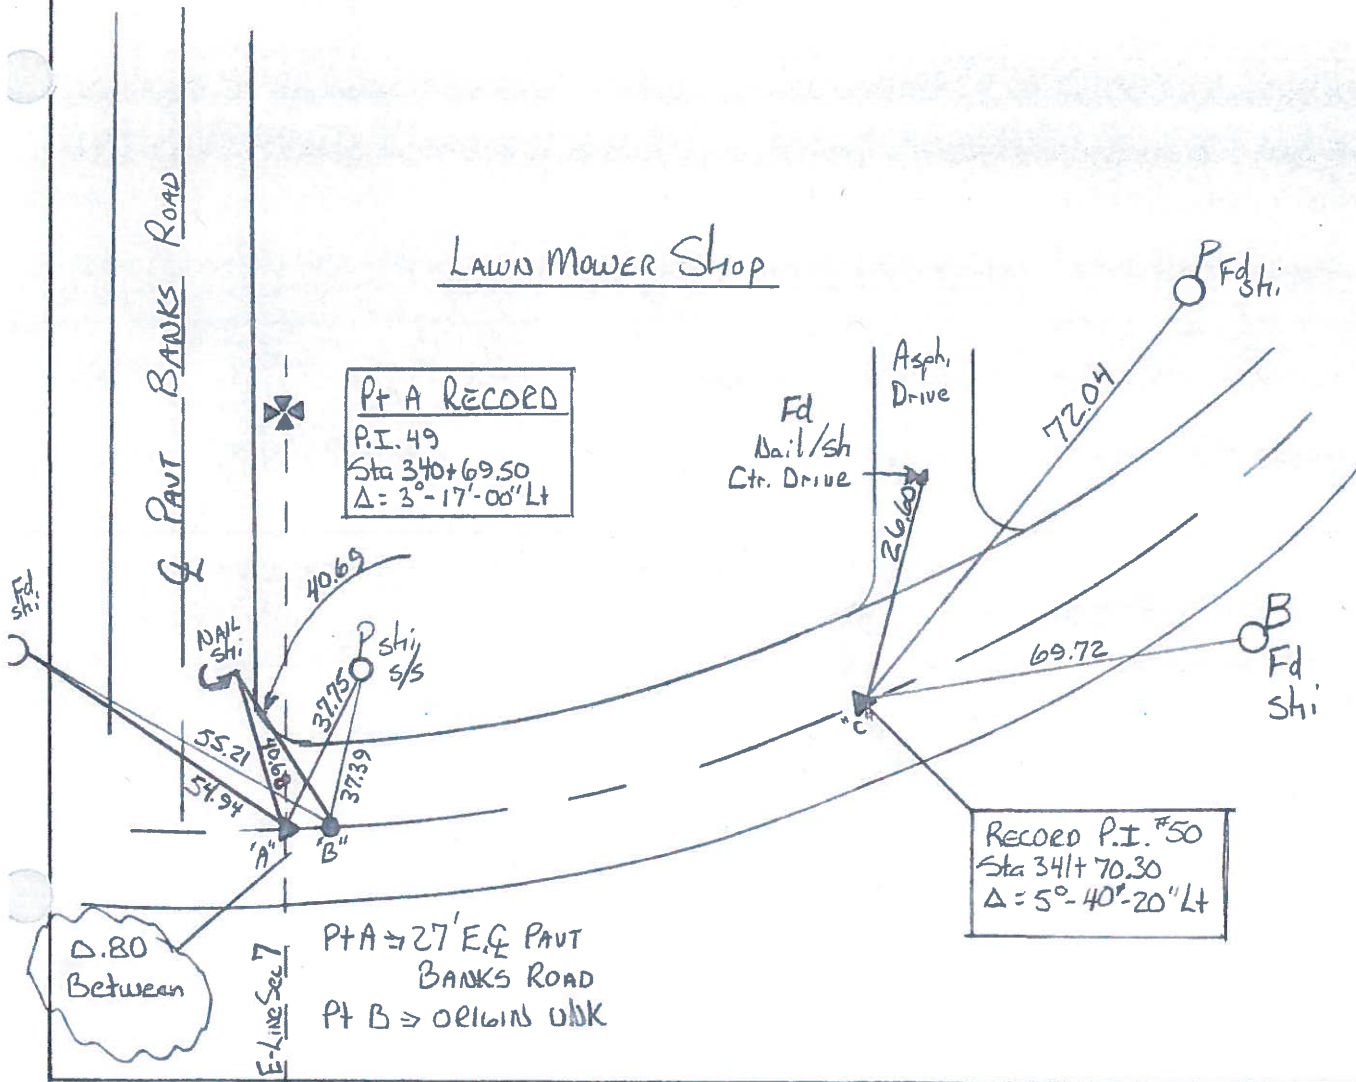 LAWN MOWER SHOP
P Fd
shi
Asph.
Drive
Fd
Nail/sh
Ctr. Drive
72.04
26.60
Pt A RECORD
P.I. 49
Sta 340+69.50
Δ = 3°-17'-00" Lt
℄ PAVT BANKS ROAD
40.69
Fd.
shi
NAIL
shi
P shi
S/S
37.75
55.21
40.68
37.39
54.94
"A"
"B"
69.72
B
Fd
Shi
"C"
RECORD P.I. #50
Sta 341+70.30
Δ = 5°-40'-20" Lt
Δ.80
Between
E-Line Sec 7
Pt A ⇒ 27' E. ℄ PAVT
BANKS ROAD
Pt B ⇒ ORIGIN UNK